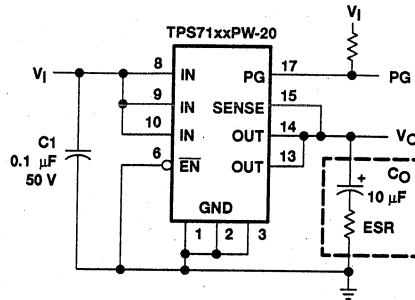 TPS71xxPW-20
VI
VI
8
IN
PG
17
PG
9
IN
SENSE
15
10
IN
OUT
14
VO
C1
0.1 μF
50 V
6
EN
OUT
13
CO
+
10 μF
ESR
GND
1
2
3